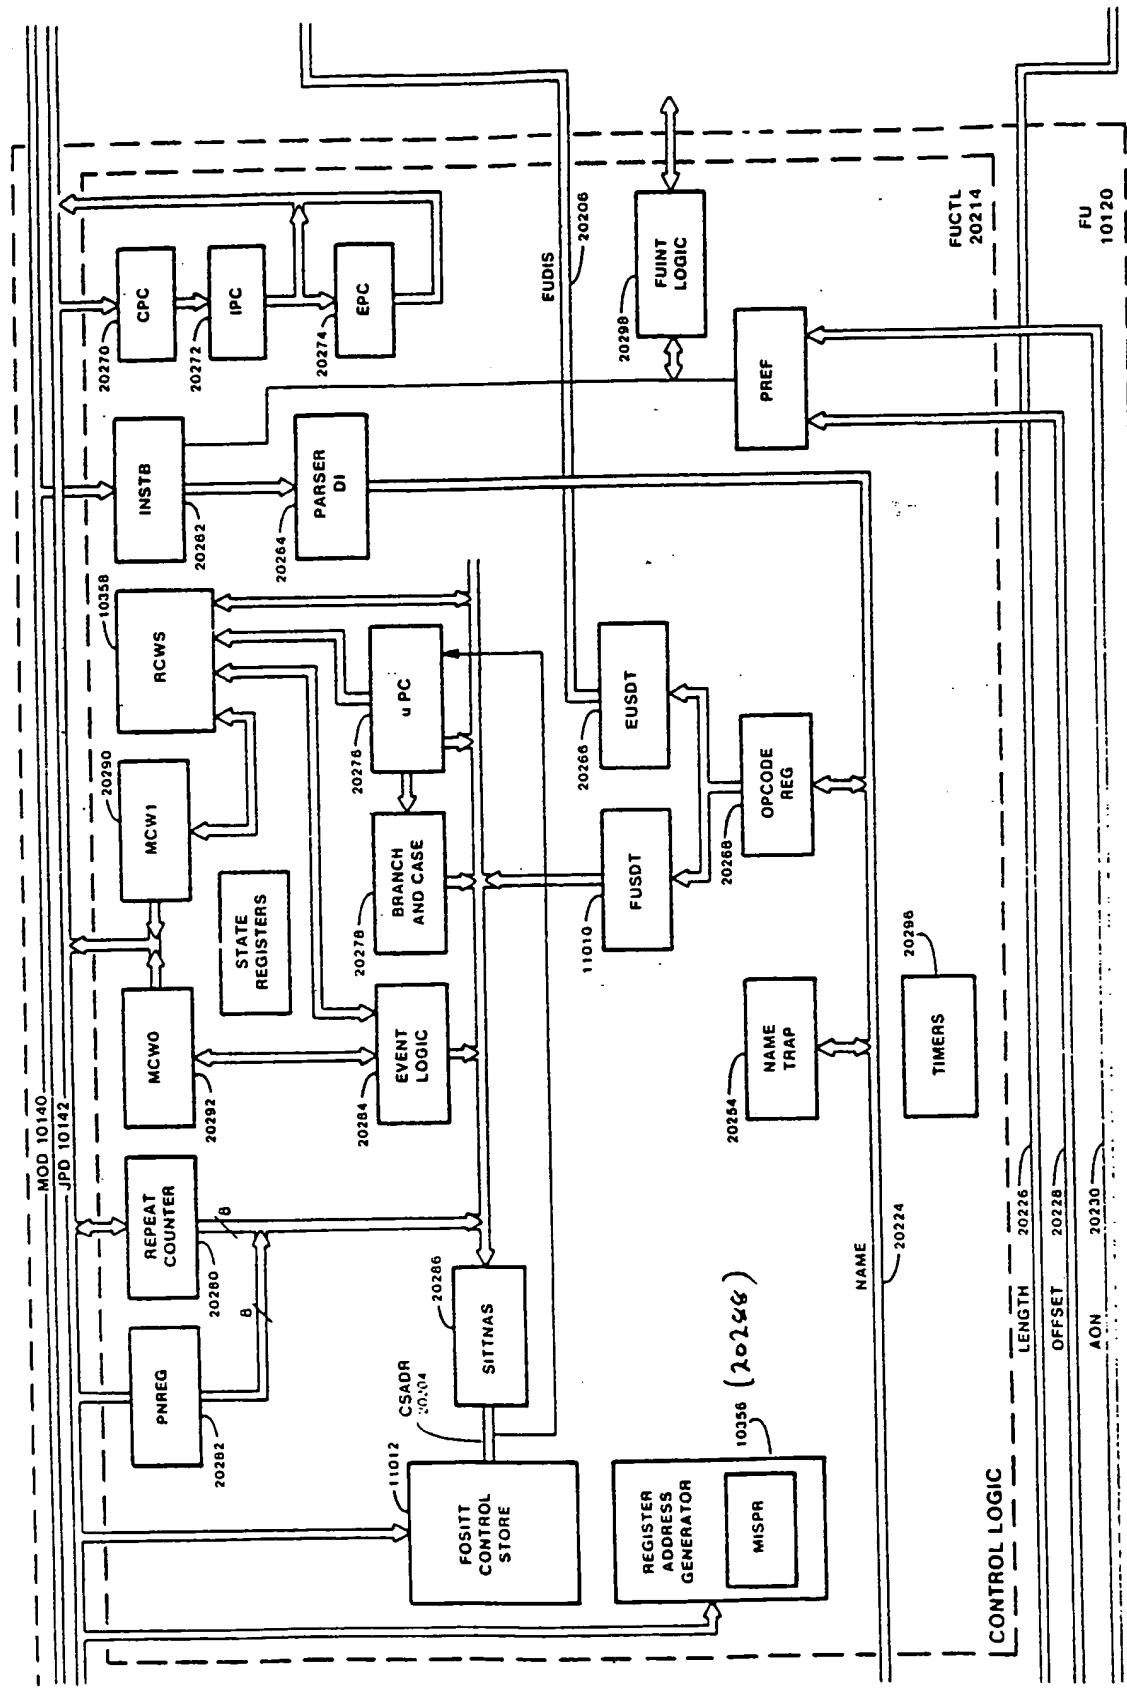 MOD 10140
JPD 10142
PNREG
20282
8
REPEAT
COUNTER
20280
8
MCW0
20292
MCW1
20290
STATE
REGISTERS
RCWS
10358
INSTB
20262
CPC
20270
IPC
20272
EPC
20274
PARSER
DI
20264
EVENT
LOGIC
20284
BRANCH
AND CASE
20278
u PC
20276
FOSITT
CONTROL
STORE
11012
CSADR
20204
SITTNAS
20286
EUDIS
20206
FUSDT
11010
EUSDT
20266
FUINT
LOGIC
20298
REGISTER
ADDRESS
GENERATOR
MISPR
10356 (20288)
NAME
TRAP
20254
OPCODE
REG
20268
PREF
NAME
20224
TIMERS
20296
FUCTL
20214
CONTROL LOGIC
LENGTH
20226
OFFSET
20228
AON
20230
FU
10120